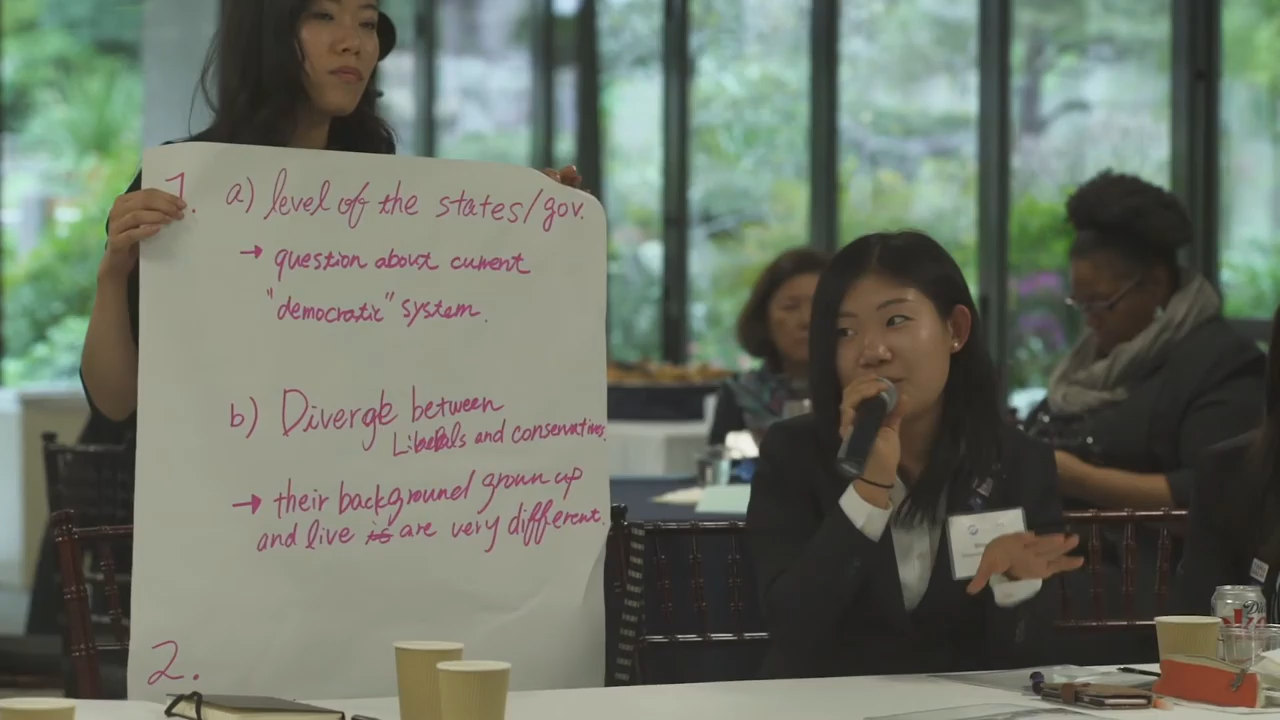 1. a) level of the states/gov.
→ question about current
"democratic" system.
b) Diverge between
Liberals and conservatives.
→ their background grown up
and live is are very different.
2.